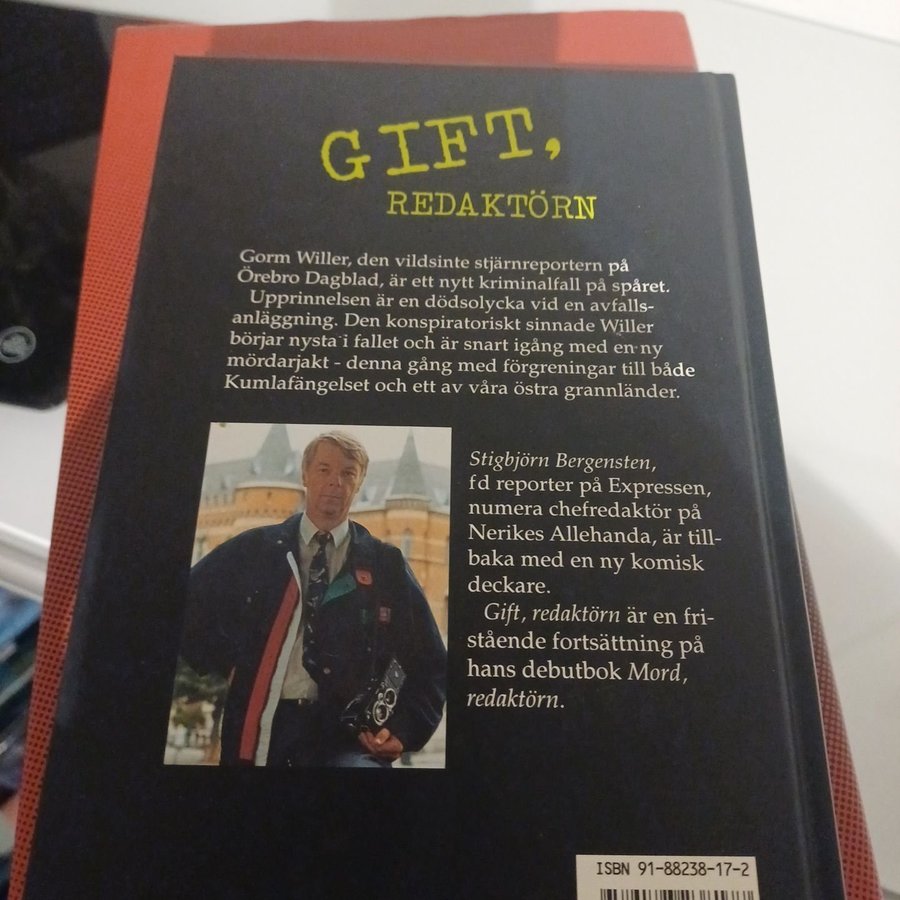 GIFT,
REDAKTÖRN
Gorm Willer, den vildsinte stjärnreportern på
Örebro Dagblad, är ett nytt kriminalfall på spåret.
Upprinnelsen är en dödsolycka vid en avfalls-
anläggning. Den konspiratoriskt sinnade Willer
börjar nysta i fallet och är snart igång med en ny
mördarjakt - denna gång med förgreningar till både
Kumlafängelset och ett av våra östra grannländer.
Stigbjörn Bergensten,
fd reporter på Expressen,
numera chefredaktör på
Nerikes Allehanda, är till-
baka med en ny komisk
deckare.
Gift, redaktörn är en fri-
stående fortsättning på
hans debutbok Mord,
redaktörn.
ISBN 91-88238-17-2